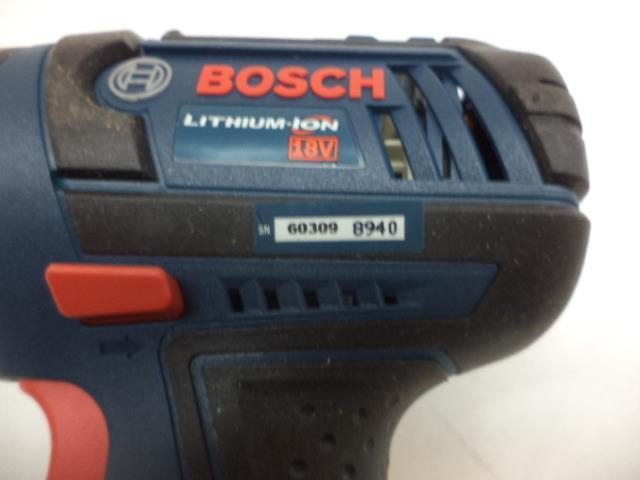 BOSCH
LITHIUM-ION
18V
SN 60309 8940